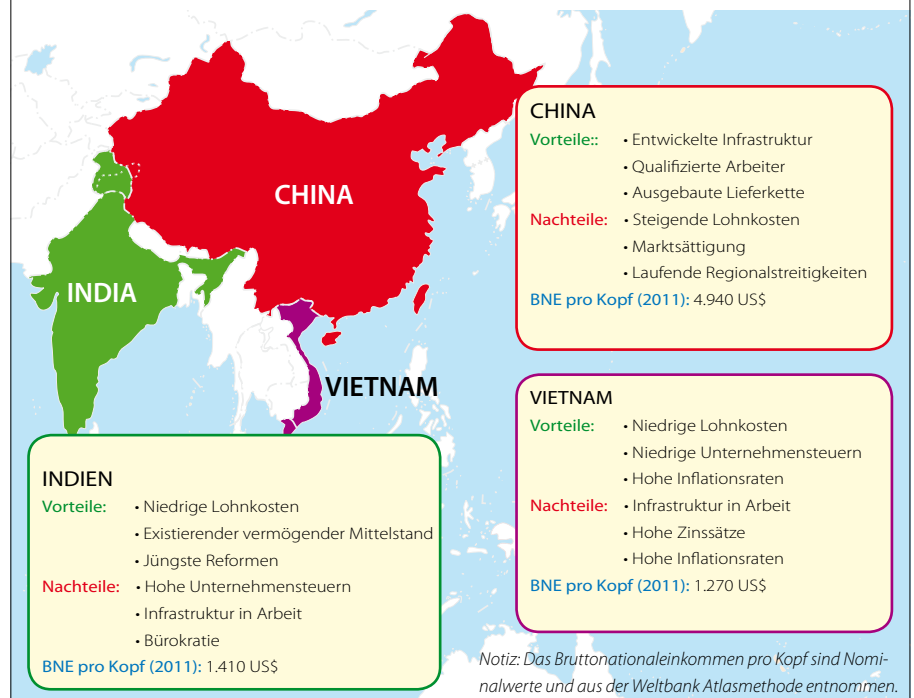 CHINA
INDIA
VIETNAM
CHINA
Vorteile:: • Entwickelte Infrastruktur
• Qualifizierte Arbeiter
• Ausgebaute Lieferkette
Nachteile: • Steigende Lohnkosten
• Marktsättigung
• Laufende Regionalstreitigkeiten
BNE pro Kopf (2011): 4.940 US$
VIETNAM
Vorteile: • Niedrige Lohnkosten
• Niedrige Unternehmensteuern
• Hohe Inflationsraten
Nachteile: • Infrastruktur in Arbeit
• Hohe Zinssätze
• Hohe Inflationsraten
BNE pro Kopf (2011): 1.270 US$
INDIEN
Vorteile: • Niedrige Lohnkosten
• Existierender vermögender Mittelstand
• Jüngste Reformen
Nachteile: • Hohe Unternehmensteuern
• Infrastruktur in Arbeit
• Bürokratie
BNE pro Kopf (2011): 1.410 US$
Notiz: Das Bruttonationaleinkommen pro Kopf sind Nomi-
nalwerte und aus der Weltbank Atlasmethode entnommen.